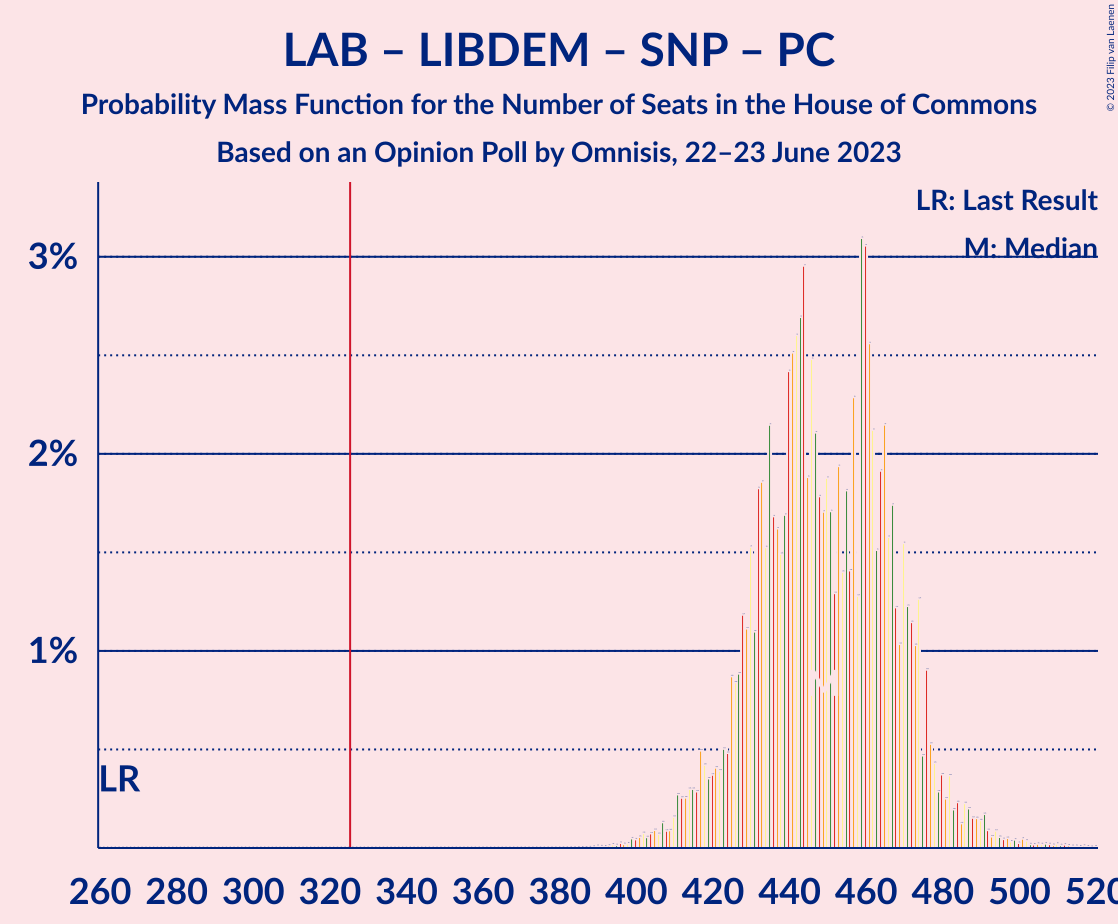 LAB – LIBDEM – SNP – PC
Probability Mass Function for the Number of Seats in the House of Commons
Based on an Opinion Poll by Omnisis, 22–23 June 2023
© 2023 Filip van Laenen
LR: Last Result
M: Median
3%
2%
1%
LR
260 280 300 320 340 360 380 400 420 440 460 480 500 520